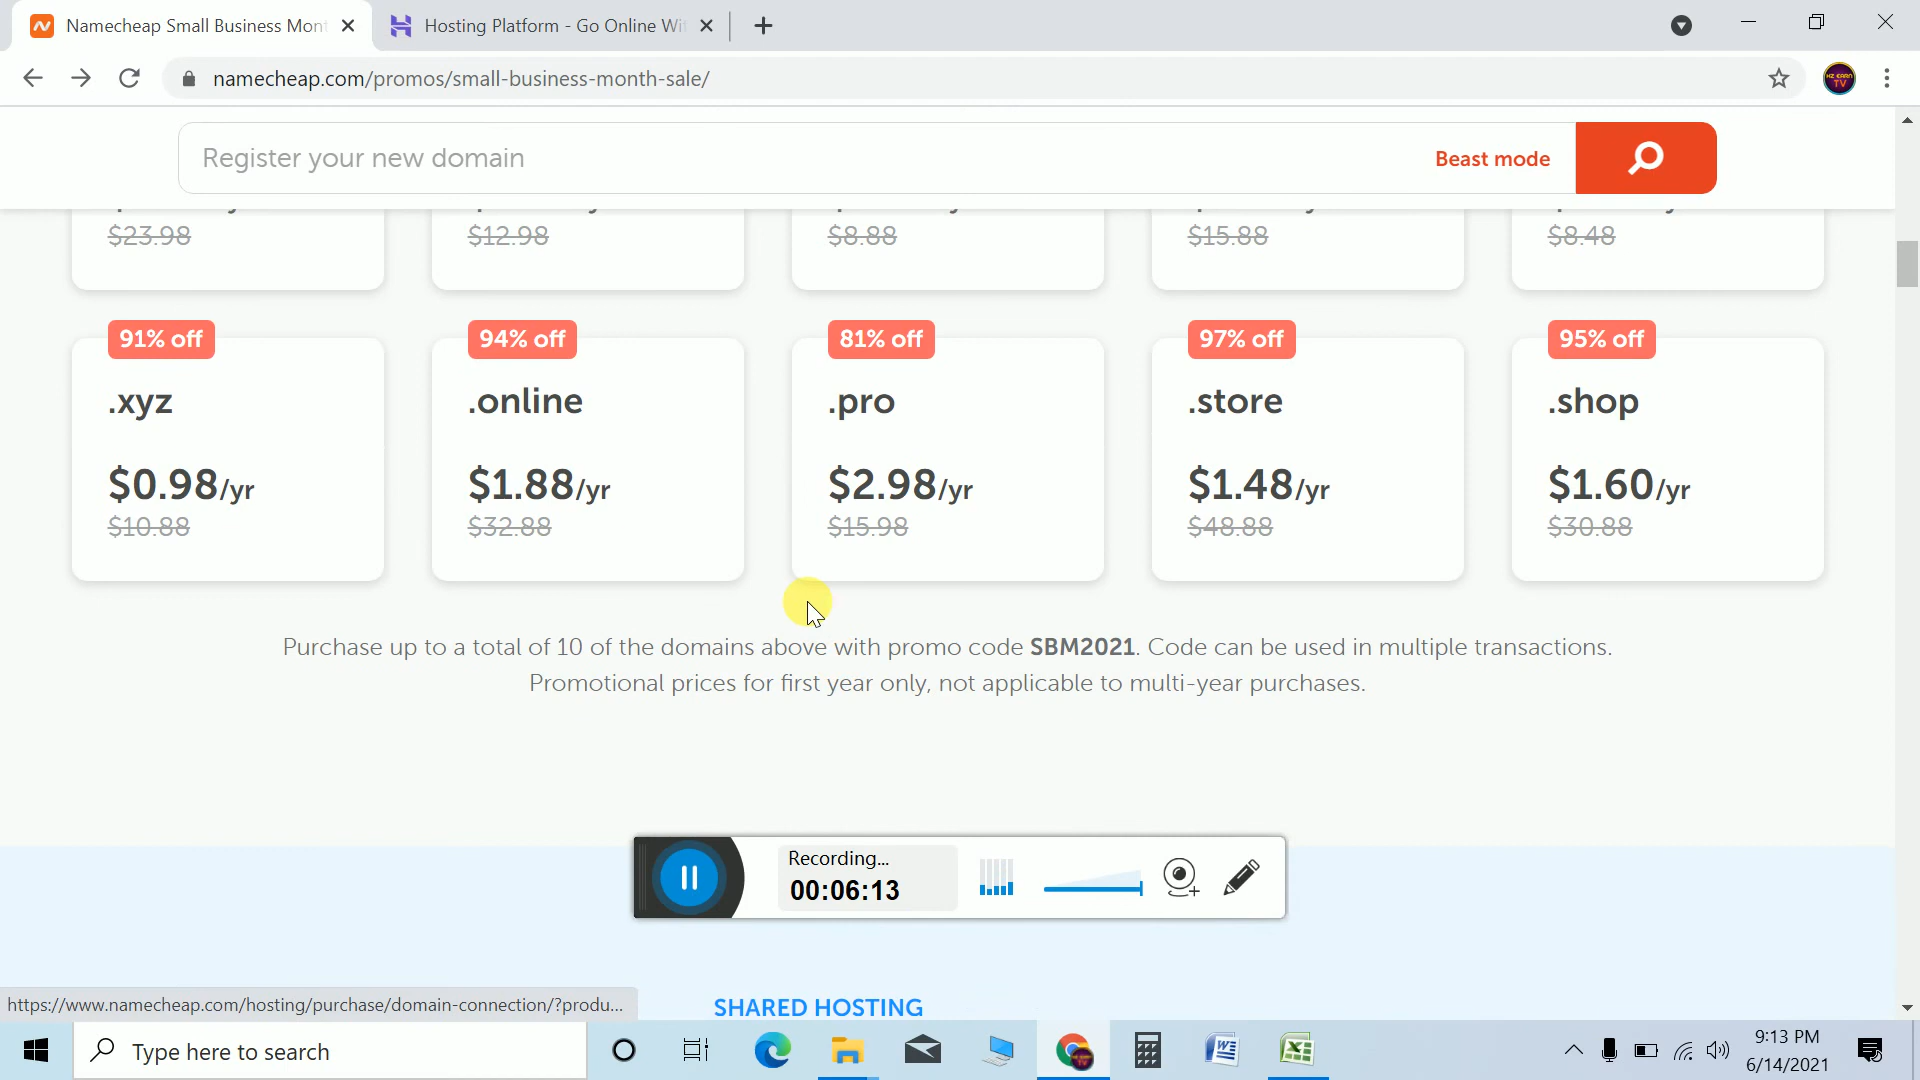 Namecheap Small Business Mont
Hosting Platform - Go Online Wit
namecheap.com/promos/small-business-month-sale/
HZ EARN
TV
Register your new domain
Beast mode
$23.98
$12.98
$8.88
$15.88
$8.48
91% off
94% off
81% off
97% off
95% off
.xyz
.online
.pro
.store
.shop
$0.98/yr
$1.88/yr
$2.98/yr
$1.48/yr
$1.60/yr
$10.88
$32.88
$15.98
$48.88
$30.88
Purchase up to a total of 10 of the domains above with promo code SBM2021. Code can be used in multiple transactions.
Promotional prices for first year only, not applicable to multi-year purchases.
Recording...
00:06:13
https://www.namecheap.com/hosting/purchase/domain-connection/?produ...
SHARED HOSTING
Type here to search
9:13 PM
6/14/2021